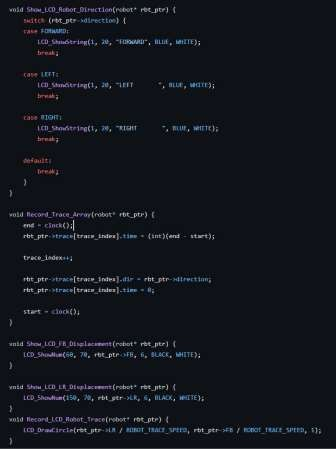 void Show_LCD_Robot_Direction(robot* rbt_ptr) {
    switch (rbt_ptr->direction) {
    case FORWARD:
        LCD_ShowString(1, 20, "FORWARD", BLUE, WHITE);
        break;

    case LEFT:
        LCD_ShowString(1, 20, "LEFT       ", BLUE, WHITE);
        break;

    case RIGHT:
        LCD_ShowString(1, 20, "RIGHT       ", BLUE, WHITE);
        break;

    default:
        break;
    }
}

void Record_Trace_Array(robot* rbt_ptr) {
    end = clock();
    rbt_ptr->trace[trace_index].time = (int)(end - start);

    trace_index++;

    rbt_ptr->trace[trace_index].dir = rbt_ptr->direction;
    rbt_ptr->trace[trace_index].time = 0;

    start = clock();
}

void Show_LCD_FB_Displacement(robot* rbt_ptr) {
    LCD_ShowNum(60, 70, rbt_ptr->FB, 6, BLACK, WHITE);
}

void Show_LCD_LR_Displacement(robot* rbt_ptr) {
    LCD_ShowNum(150, 70, rbt_ptr->LR, 6, BLACK, WHITE);
}
void Record_LCD_Robot_Trace(robot* rbt_ptr) {
    LCD_DrawCircle(rbt_ptr->LR / ROBOT_TRACE_SPEED, rbt_ptr->FB / ROBOT_TRACE_SPEED, 1);
}